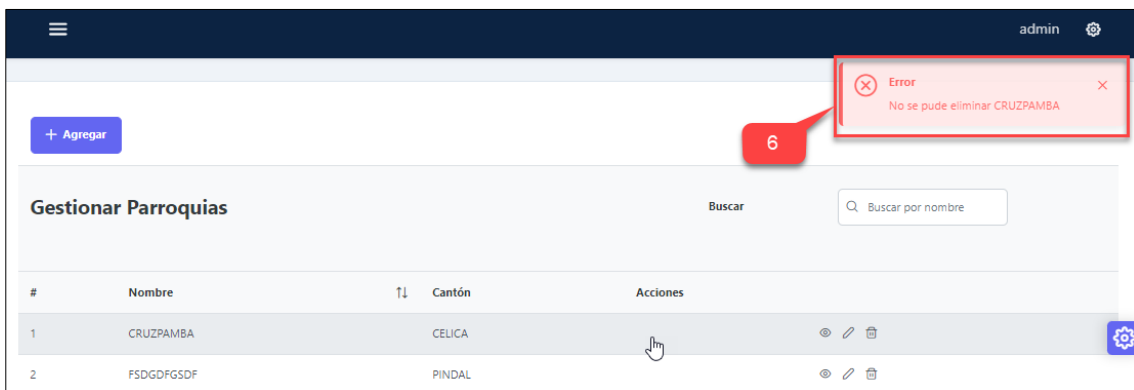 admin
Error
No se pude eliminar CRUZPAMBA
6
+ Agregar
Gestionar Parroquias
Buscar
Buscar por nombre
# Nombre Cantón Acciones
1 CRUZPAMBA CELICA
2 FSDGDFGSDF PINDAL